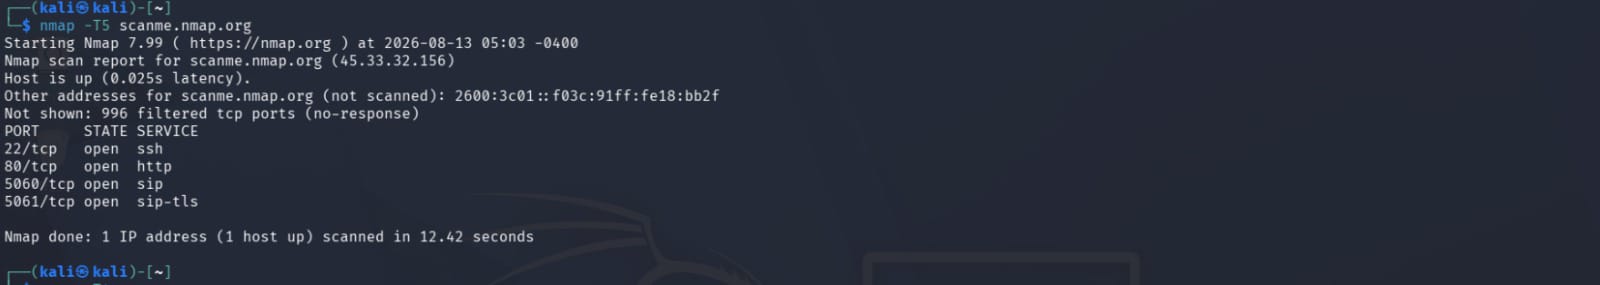 ┌──(kali㉿kali)-[~]
└─$ nmap -T5 scanme.nmap.org
Starting Nmap 7.99 ( https://nmap.org ) at 2026-08-13 05:03 -0400
Nmap scan report for scanme.nmap.org (45.33.32.156)
Host is up (0.025s latency).
Other addresses for scanme.nmap.org (not scanned): 2600:3c01::f03c:91ff:fe18:bb2f
Not shown: 996 filtered tcp ports (no-response)
PORT     STATE SERVICE
22/tcp   open  ssh
80/tcp   open  http
5060/tcp open  sip
5061/tcp open  sip-tls

Nmap done: 1 IP address (1 host up) scanned in 12.42 seconds

┌──(kali㉿kali)-[~]